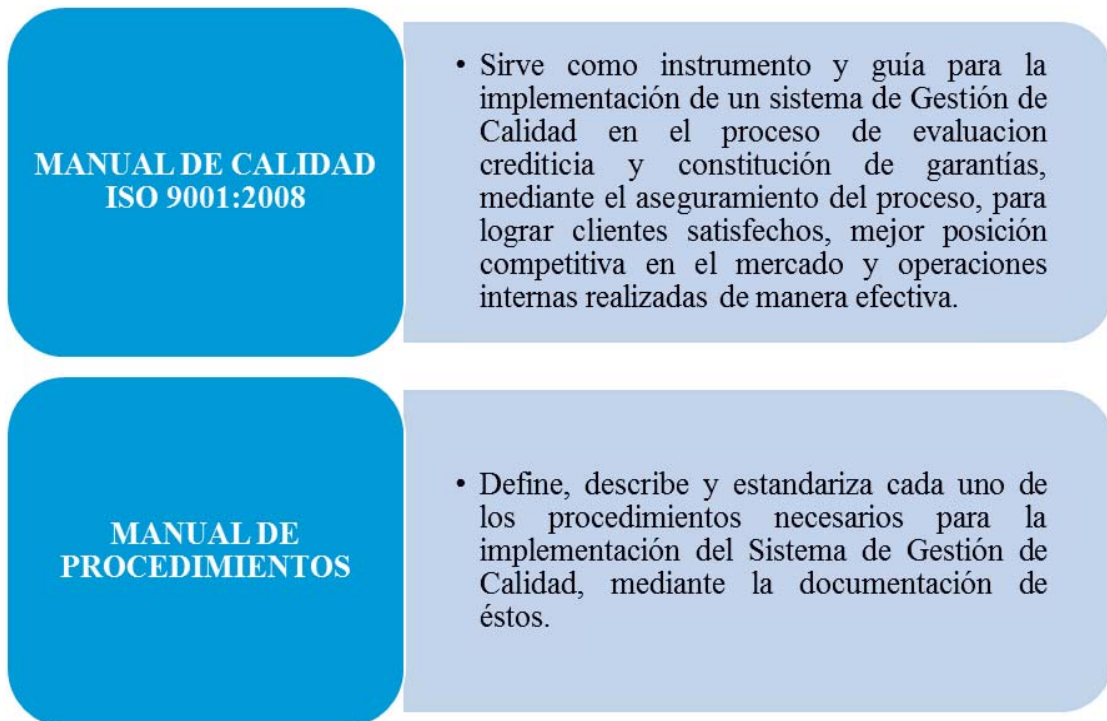 MANUAL DE CALIDAD
ISO 9001:2008
• Sirve como instrumento y guía para la
implementación de un sistema de Gestión de
Calidad en el proceso de evaluacion
crediticia y constitución de garantías,
mediante el aseguramiento del proceso, para
lograr clientes satisfechos, mejor posición
competitiva en el mercado y operaciones
internas realizadas de manera efectiva.
MANUAL DE
PROCEDIMIENTOS
• Define, describe y estandariza cada uno de
los procedimientos necesarios para la
implementación del Sistema de Gestión de
Calidad, mediante la documentación de
éstos.